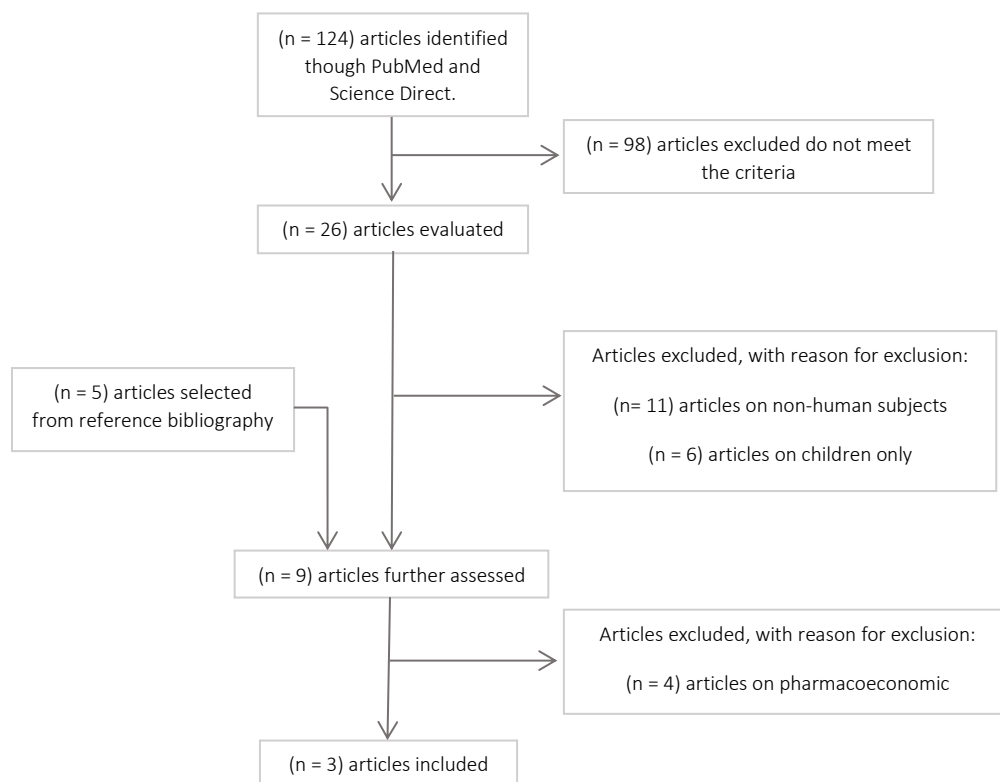 (n = 124) articles identified
though PubMed and
Science Direct.
(n = 98) articles excluded do not meet
the criteria
(n = 26) articles evaluated
Articles excluded, with reason for exclusion:
(n= 11) articles on non-human subjects
(n = 6) articles on children only
(n = 5) articles selected
from reference bibliography
(n = 9) articles further assessed
Articles excluded, with reason for exclusion:
(n = 4) articles on pharmacoeconomic
(n = 3) articles included